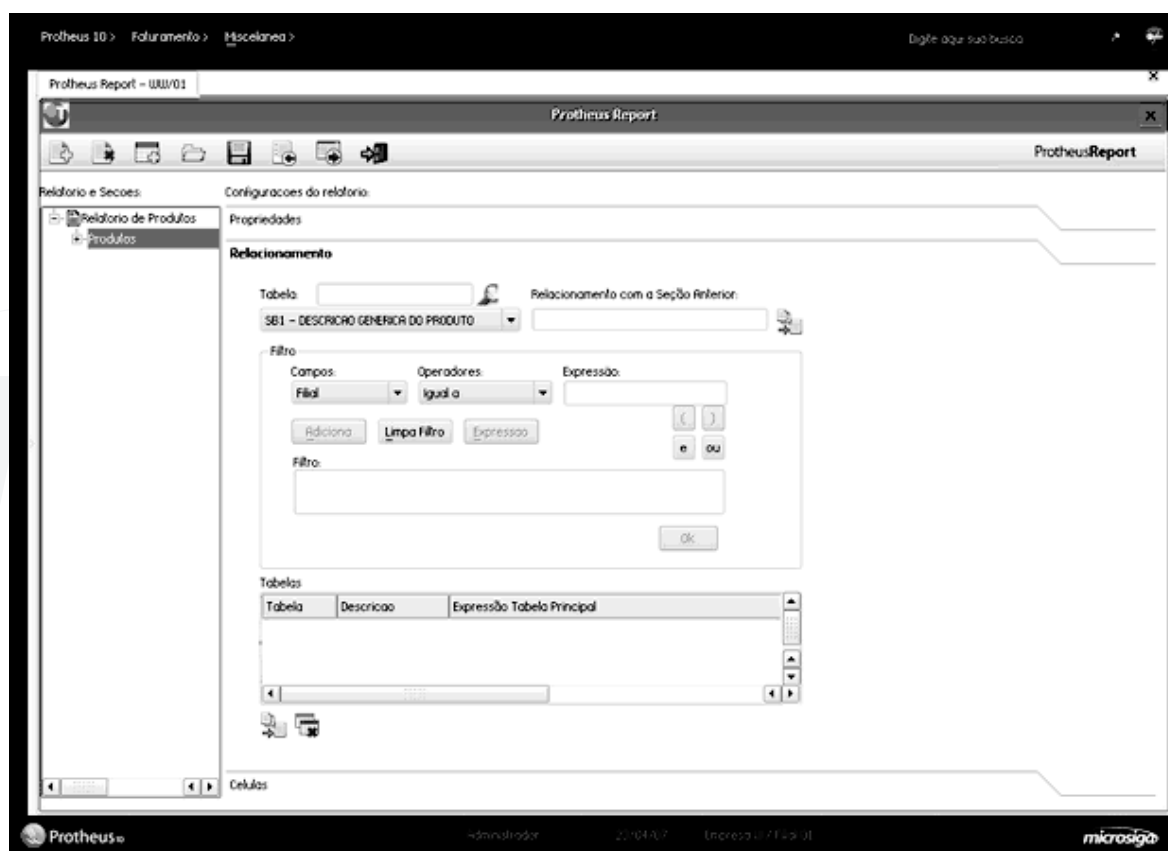 Protheus 10 > Faturamento > Miscelanea > Digite aqui sua busca
Protheus Report - WW/01
Protheus Report
ProtheusReport
Relatorio e Secoes:
Configuracoes do relatorio:
Relatorio de Produtos
Produtos
Propriedades
Relacionamento
Tabela:
Relacionamento com a Seção Anterior:
SB1 - DESCRICAO GENERICA DO PRODUTO
Filtro
Campos: Operadores: Expressão:
Filial Igual a
( )
Adiciona Limpa Filtro Expressao
e ou
Filtro:
Ok
Tabelas
Tabela Descricao Expressão Tabela Principal
Celulas
Protheus10 Administrador microsiga